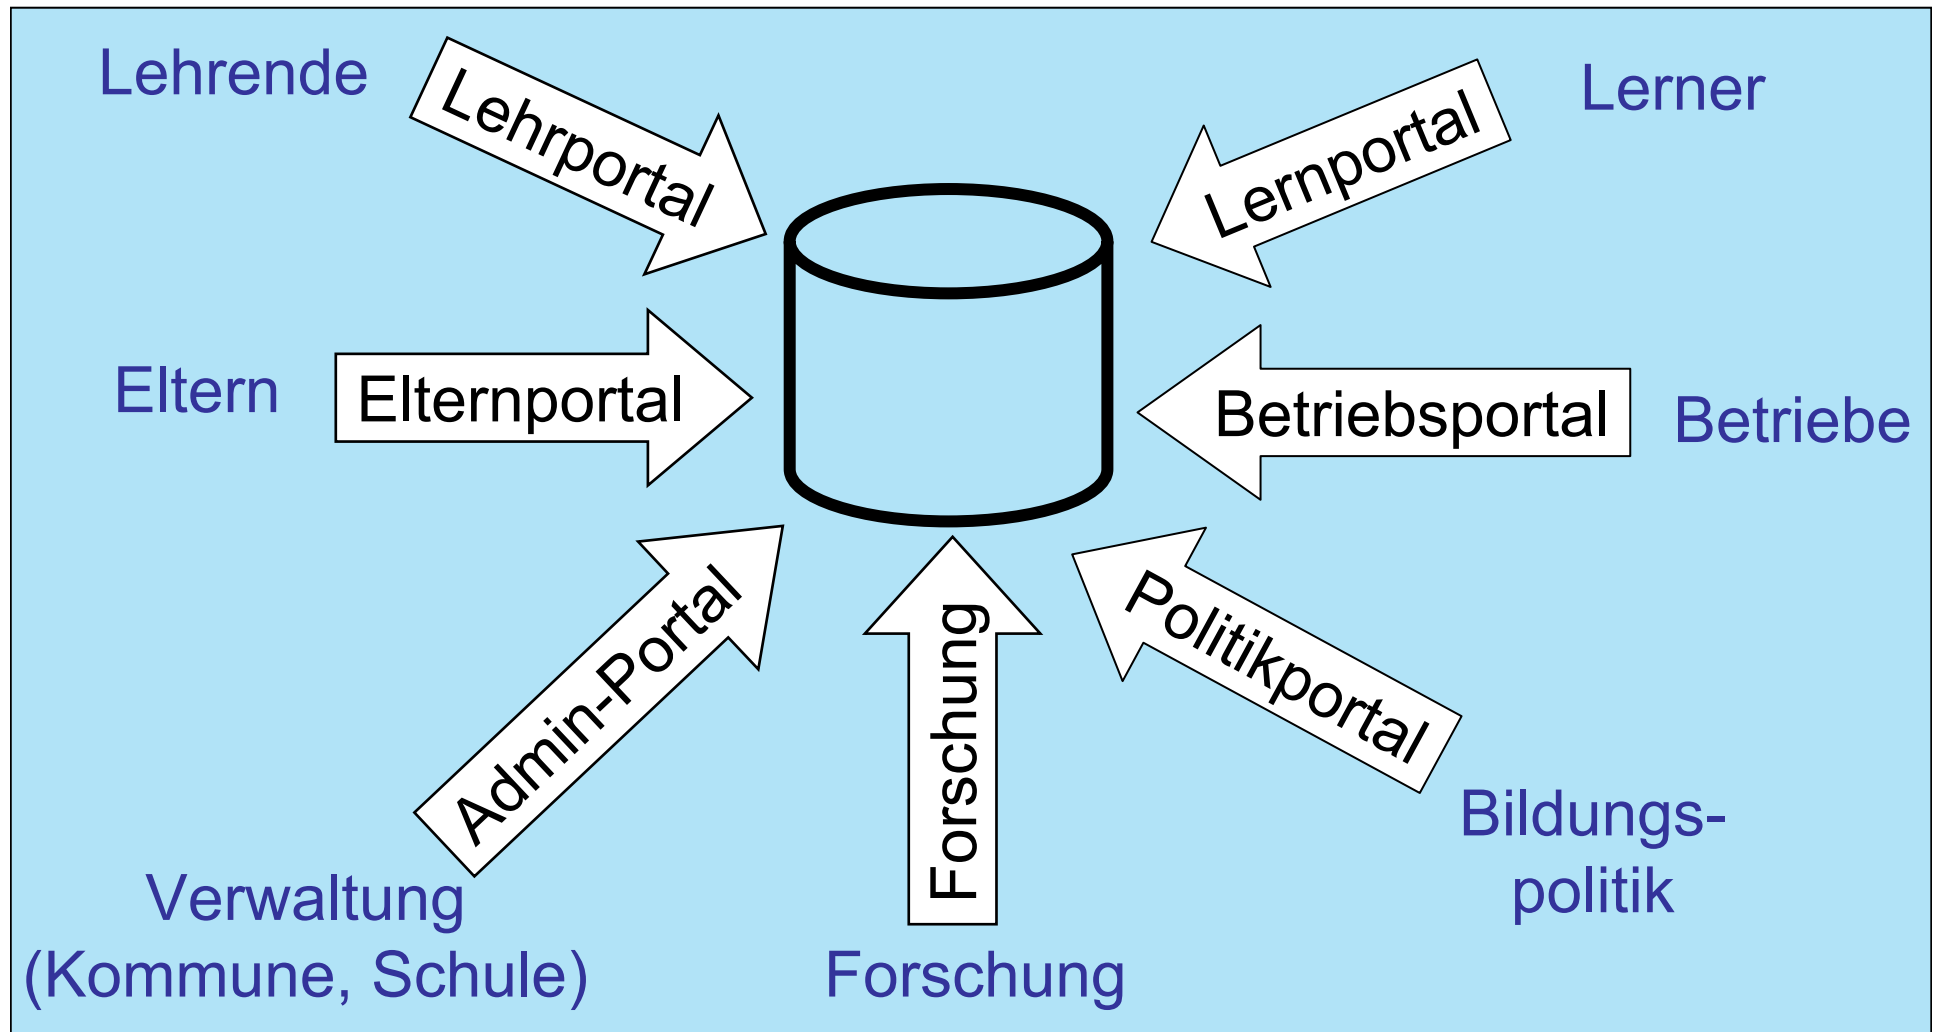 Lehrende
Lehrportal
Lernportal
Lerner
Eltern
Elternportal
Betriebsportal
Betriebe
Admin-Portal
Forschung
Politikportal
Verwaltung
(Kommune, Schule)
Forschung
Bildungs-
politik